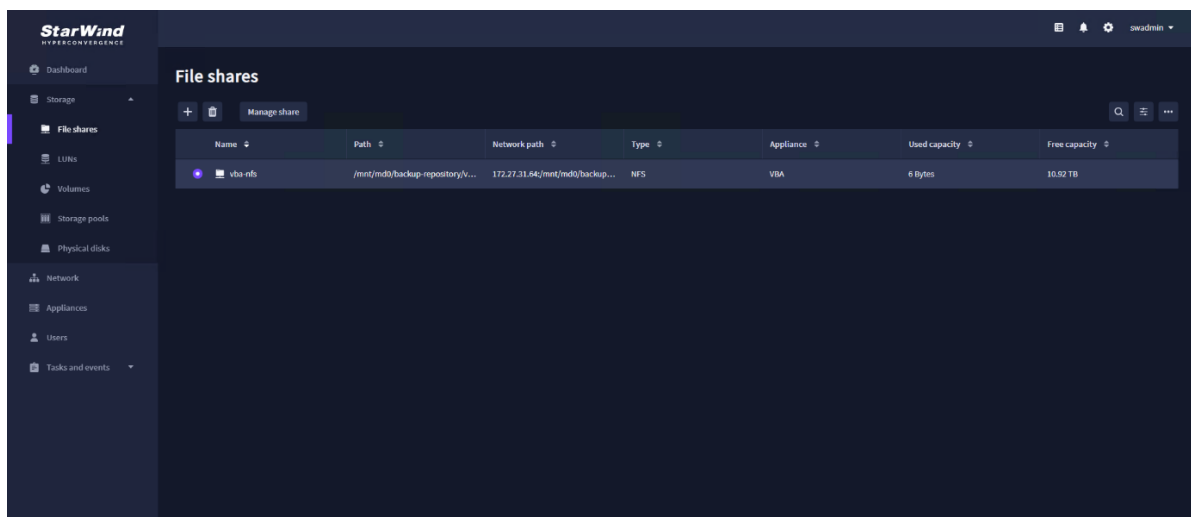 StarWind
HYPERCONVERGENCE
swadmin
Dashboard
Storage
File shares
LUNs
Volumes
Storage pools
Physical disks
Network
Appliances
Users
Tasks and events
File shares
Manage share
Name Path Network path Type Appliance Used capacity Free capacity
vba-nfs /mnt/md0/backup-repository/v... 172.27.31.64:/mnt/md0/backup... NFS VBA 6 Bytes 10.92 TB